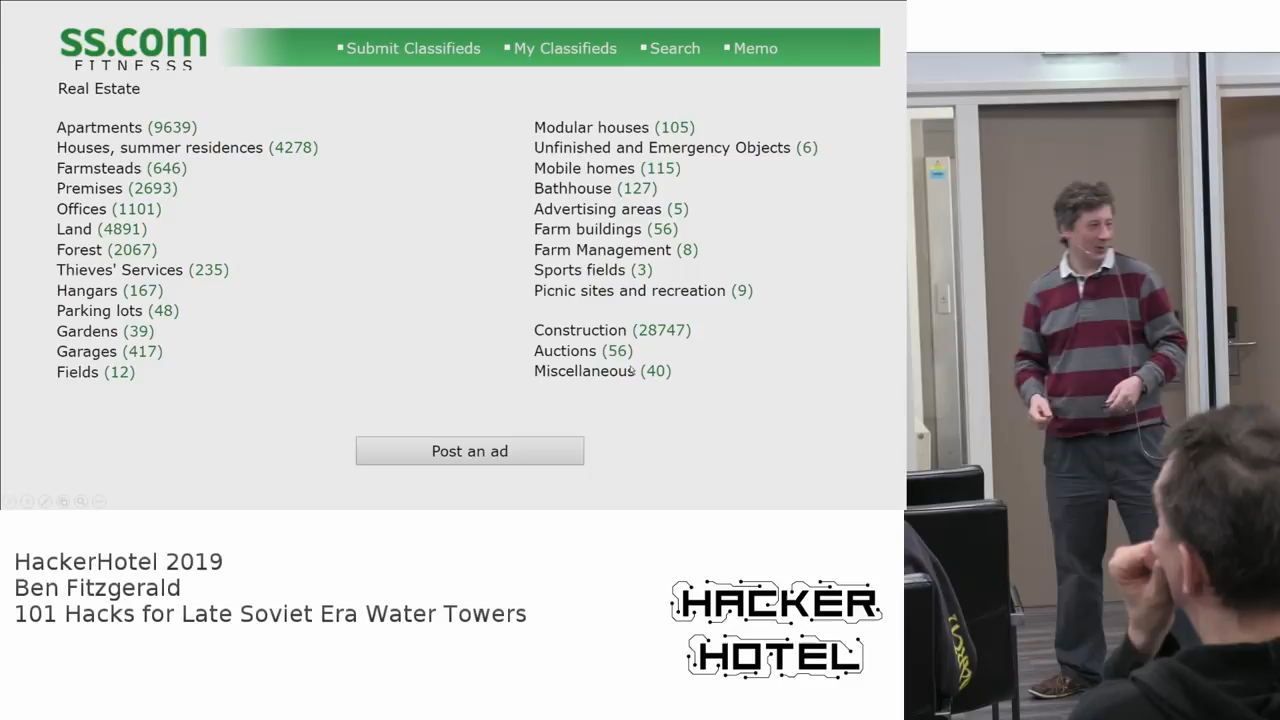 ss.com
FITNESSS
Submit Classifieds
My Classifieds
Search
Memo
Real Estate
Apartments (9639)
Houses, summer residences (4278)
Farmsteads (646)
Premises (2693)
Offices (1101)
Land (4891)
Forest (2067)
Thieves' Services (235)
Hangars (167)
Parking lots (48)
Gardens (39)
Garages (417)
Fields (12)
Modular houses (105)
Unfinished and Emergency Objects (6)
Mobile homes (115)
Bathhouse (127)
Advertising areas (5)
Farm buildings (56)
Farm Management (8)
Sports fields (3)
Picnic sites and recreation (9)
Construction (28747)
Auctions (56)
Miscellaneous (40)
Post an ad
HackerHotel 2019
Ben Fitzgerald
101 Hacks for Late Soviet Era Water Towers
HACKER
HOTEL